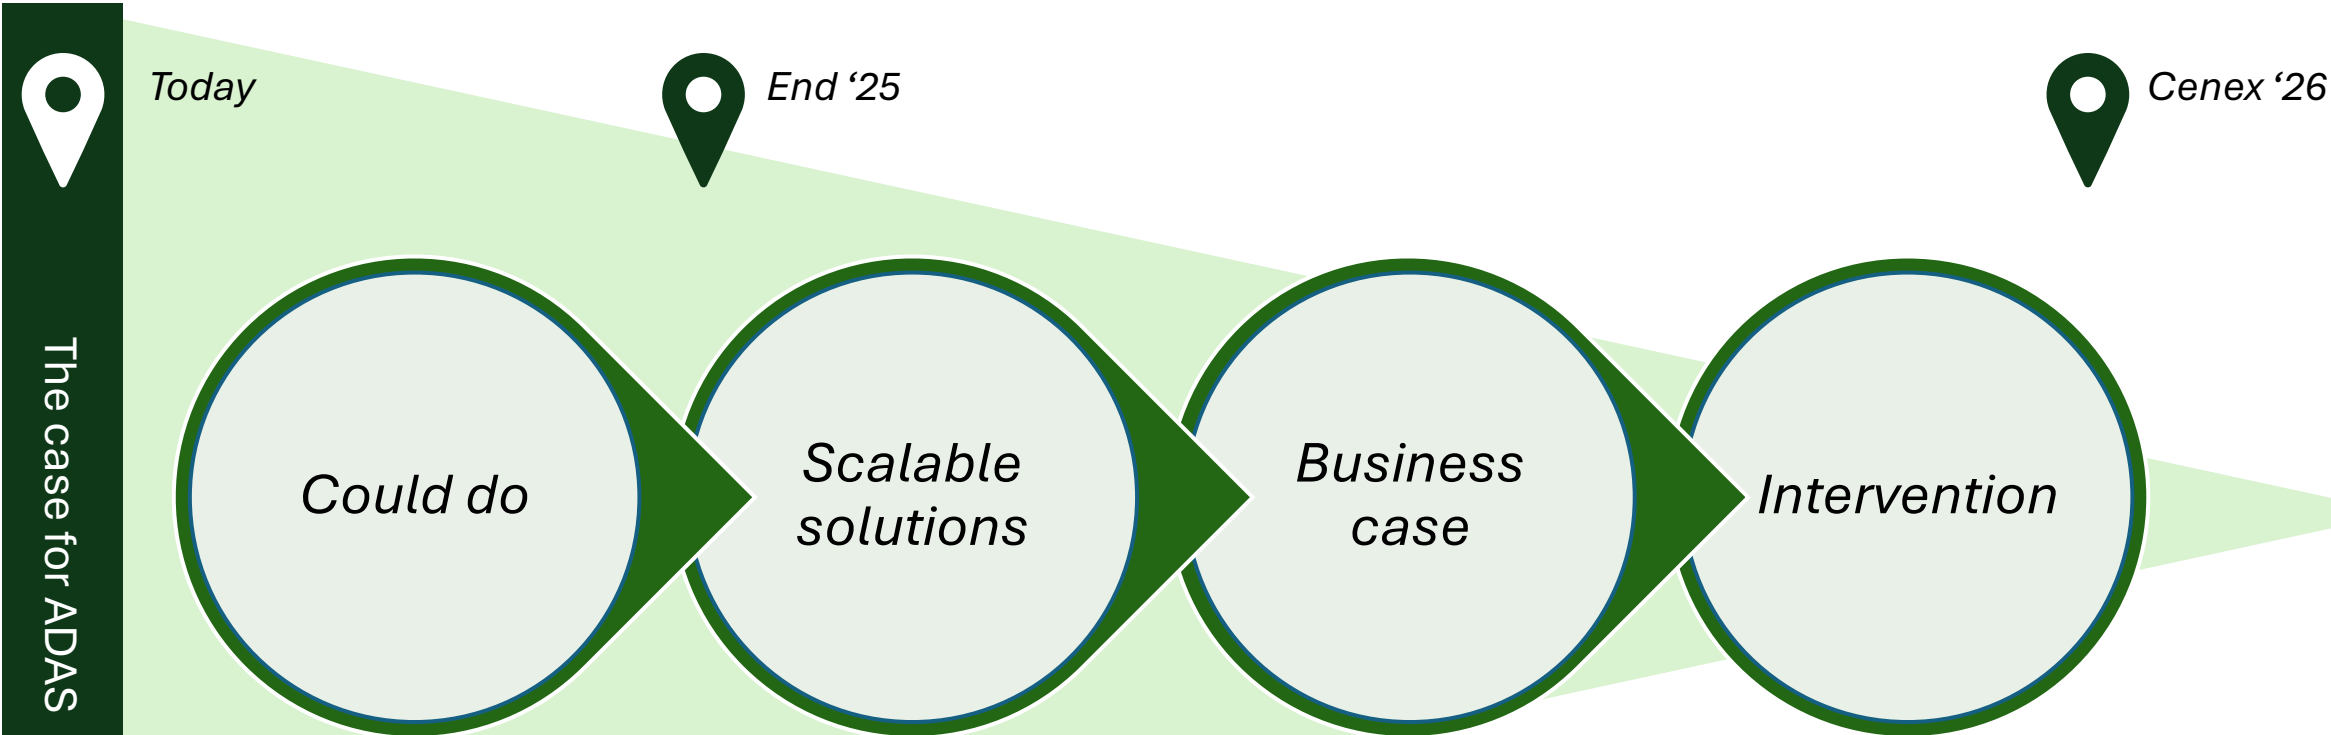 Today
End ‘25
Cenex ‘26
The case for ADAS
Could do
Scalable
solutions
Business
case
Intervention